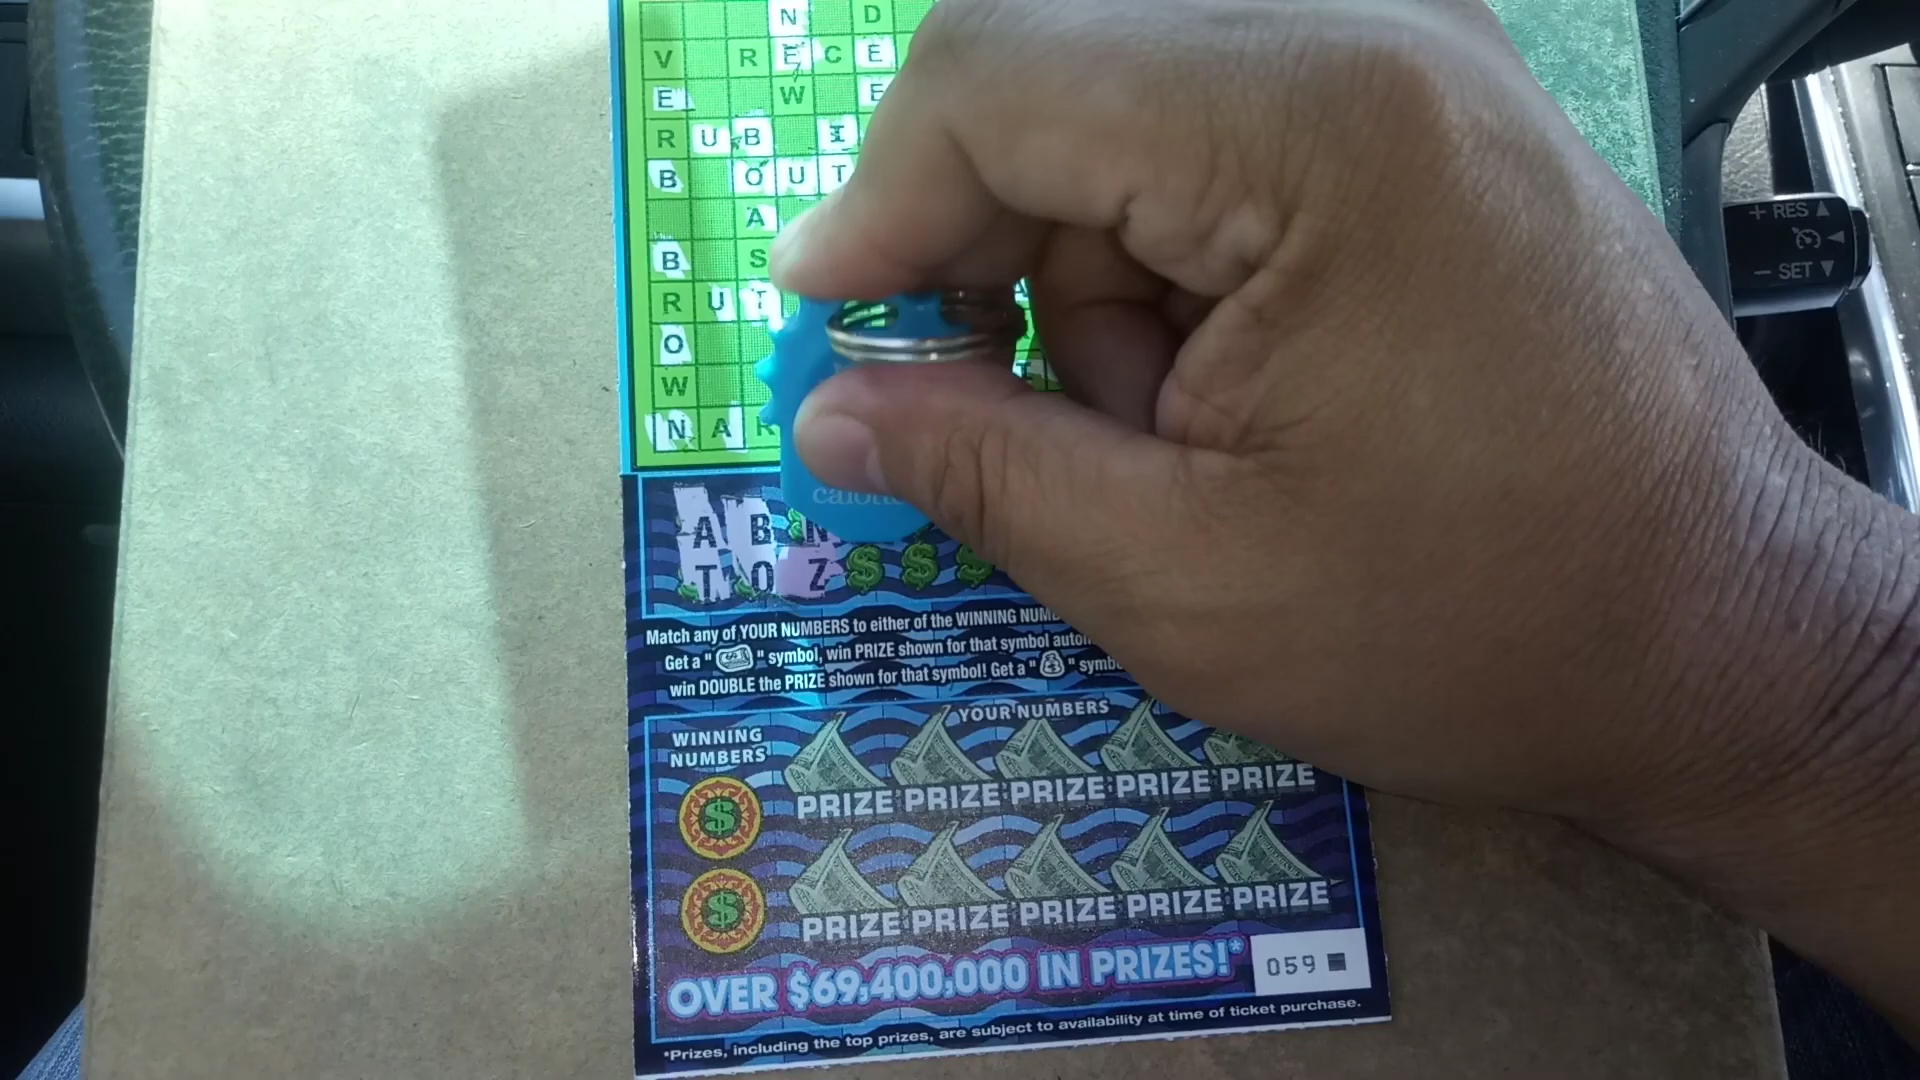 N D
V R E C E
E W E
R U B I
B O U T
A
B S
R U T
O
W
N A R
A B N
T O Z $ $ $
Match any of YOUR NUMBERS to either of the WINNING
Get a " " symbol, win PRIZE shown for that symbol
win DOUBLE the PRIZE shown for that symbol! Get a " "
YOUR NUMBERS
WINNING
NUMBERS
PRIZE PRIZE PRIZE PRIZE PRIZE
$
PRIZE PRIZE PRIZE PRIZE PRIZE
$
OVER $69,400,000 IN PRIZES!*
059
*Prizes, including the top prizes, are subject to availability at time of ticket purchase.
+ RES
- SET